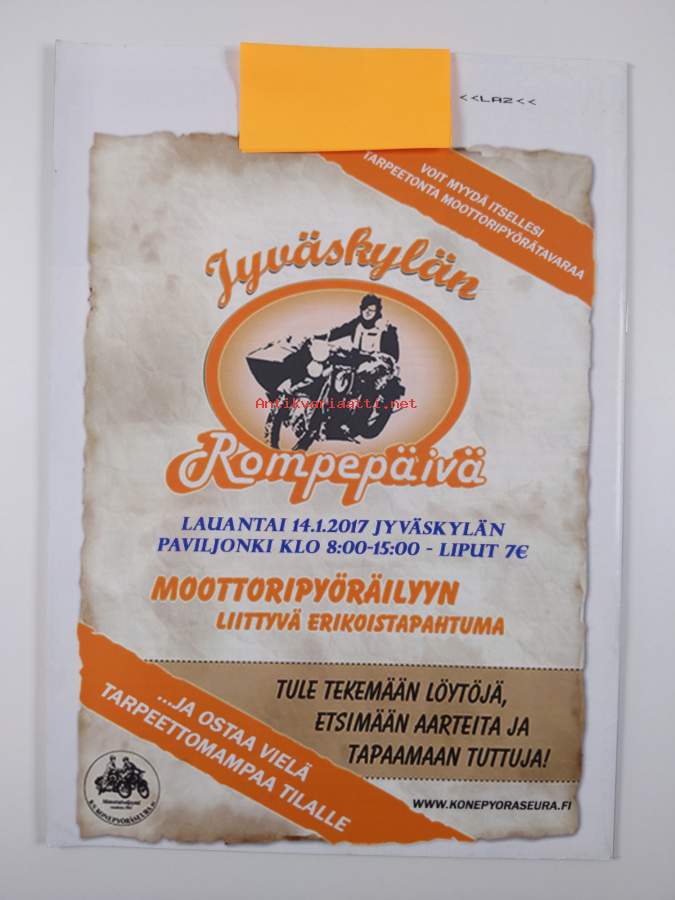 <<LAZ<<
VOIT MYYDÄ ITSELLESI
TARPEETONTA MOOTTORIPYÖRÄTAVARAA
Jyväskylän
Antikvariaatti.net
Rompepäivä
LAUANTAI 14.1.2017 JYVÄSKYLÄN
PAVILJONKI KLO 8:00-15:00 - LIPUT 7€
MOOTTORIPYÖRÄILYYN
LIITTYVÄ ERIKOISTAPAHTUMA
TULE TEKEMÄÄN LÖYTÖJÄ,
ETSIMÄÄN AARTEITA JA
TAPAAMAAN TUTTUJA!
...JA OSTAA VIELÄ
TARPEETTOMAMPAA TILALLE
K-S. KONEPYÖRÄSEURA
WWW.KONEPYORASEURA.FI